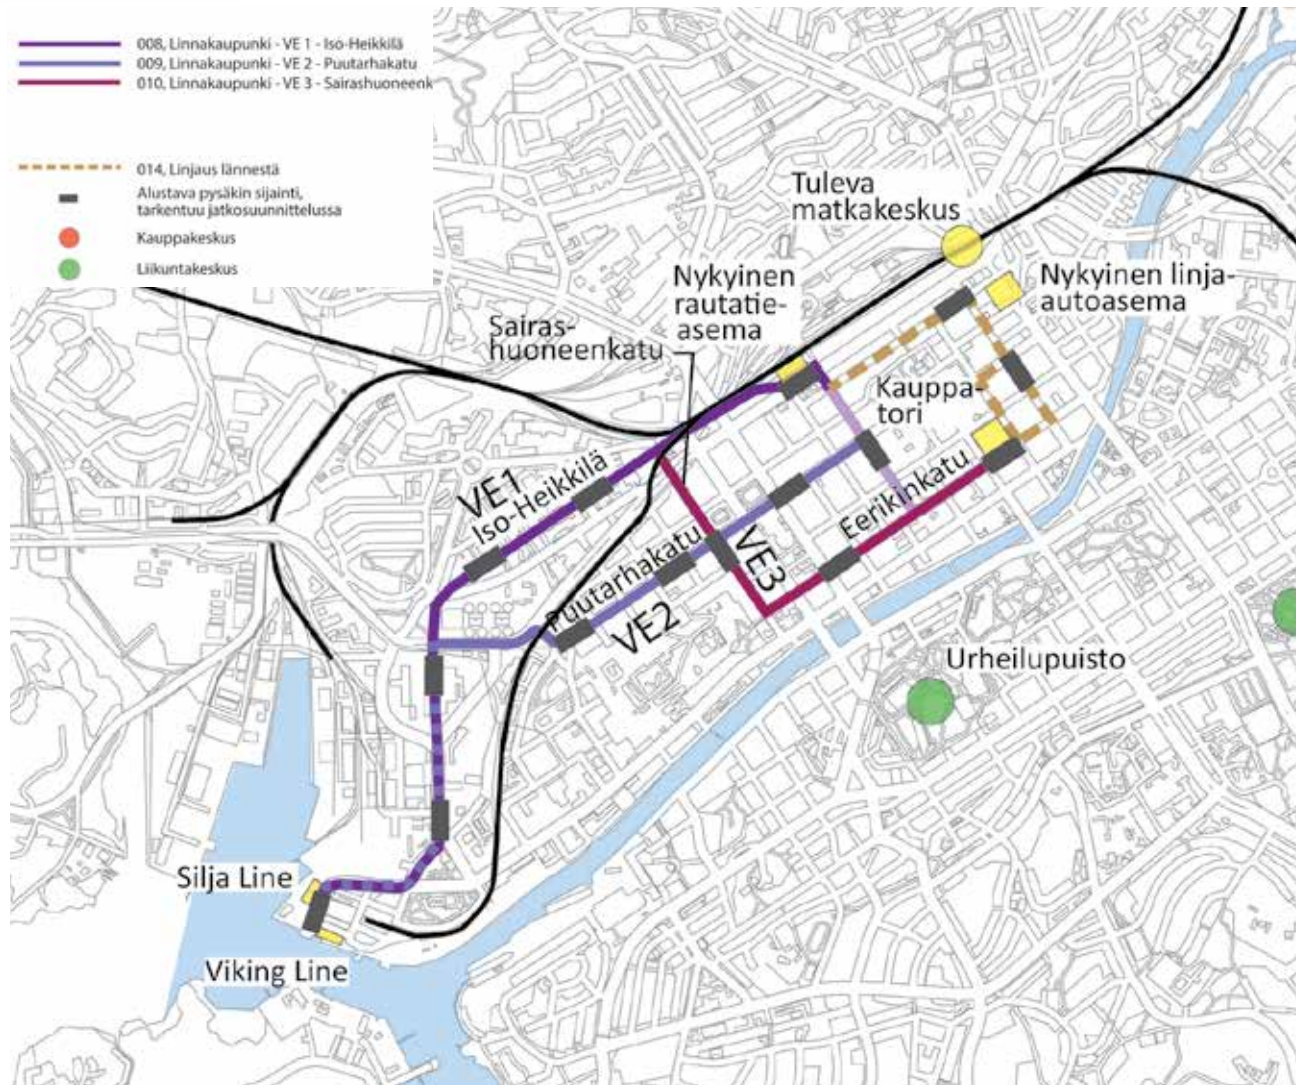 008, Linnakaupunki - VE 1 - Iso-Heikkilä
009, Linnakaupunki - VE 2 - Puutarhakatu
010, Linnakaupunki - VE 3 - Sairashuoneenk
014, Linjaus lännestä
Alustava pysäkin sijainti,
tarkentuu jatkosuunnittelussa
Kauppakeskus
Liikuntakeskus
Tuleva
matkakeskus
Nykyinen
rautatie-
asema
Nykyinen linja-
autoasema
Sairas-
huoneenkatu
Kauppa-
tori
VE1
Iso-Heikkilä
Eerikinkatu
Puutarhakatu
VE3
VE2
Urheilupuisto
Silja Line
Viking Line